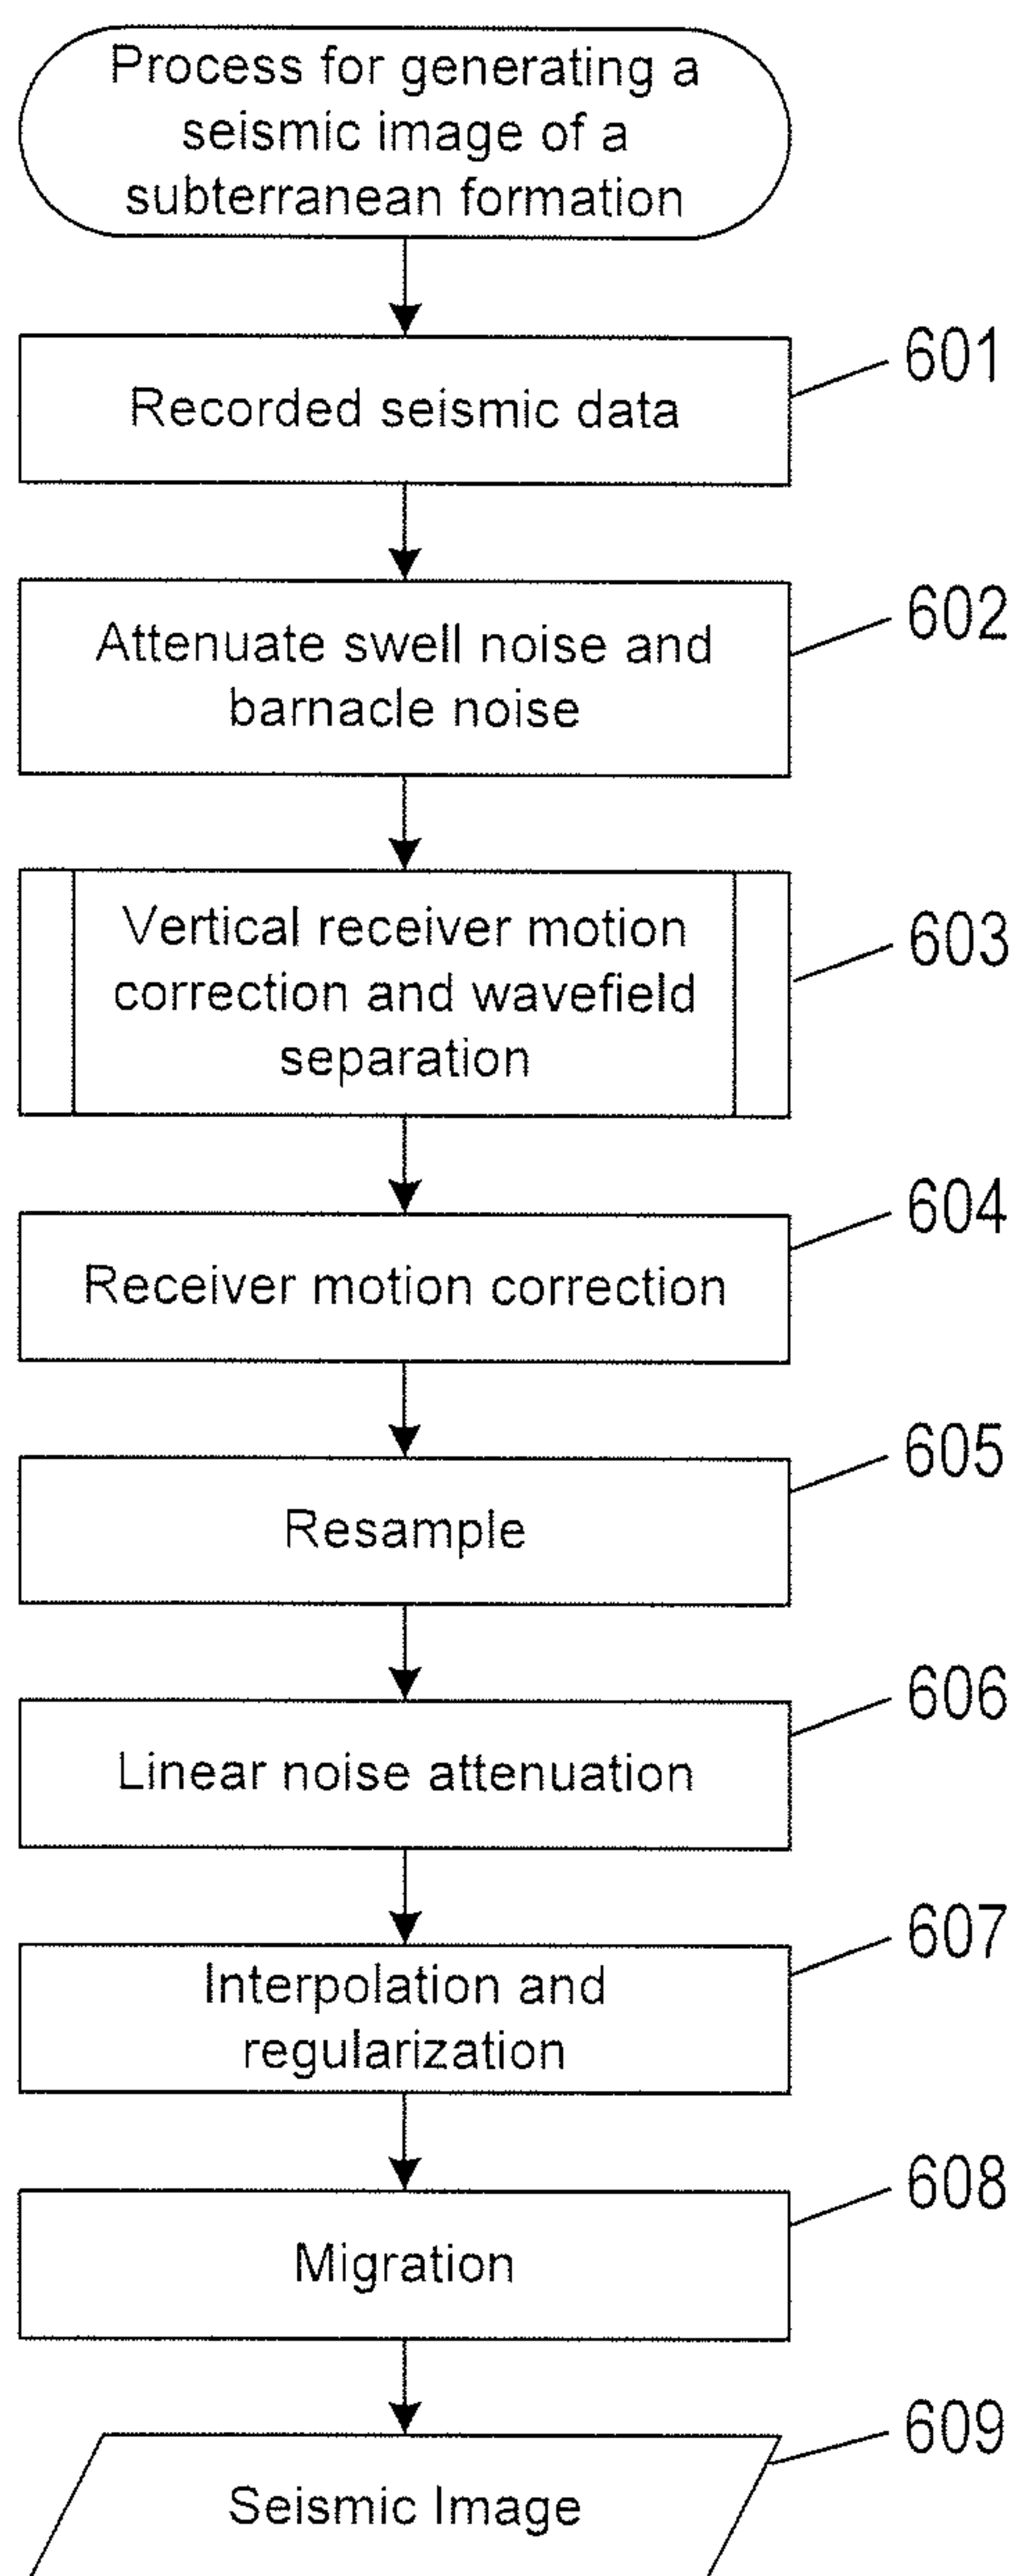 Process for generating a
seismic image of a
subterranean formation
601
Recorded seismic data
602
Attenuate swell noise and
barnacle noise
603
Vertical receiver motion
correction and wavefield
separation
604
Receiver motion correction
605
Resample
606
Linear noise attenuation
607
Interpolation and
regularization
608
Migration
609
Seismic Image